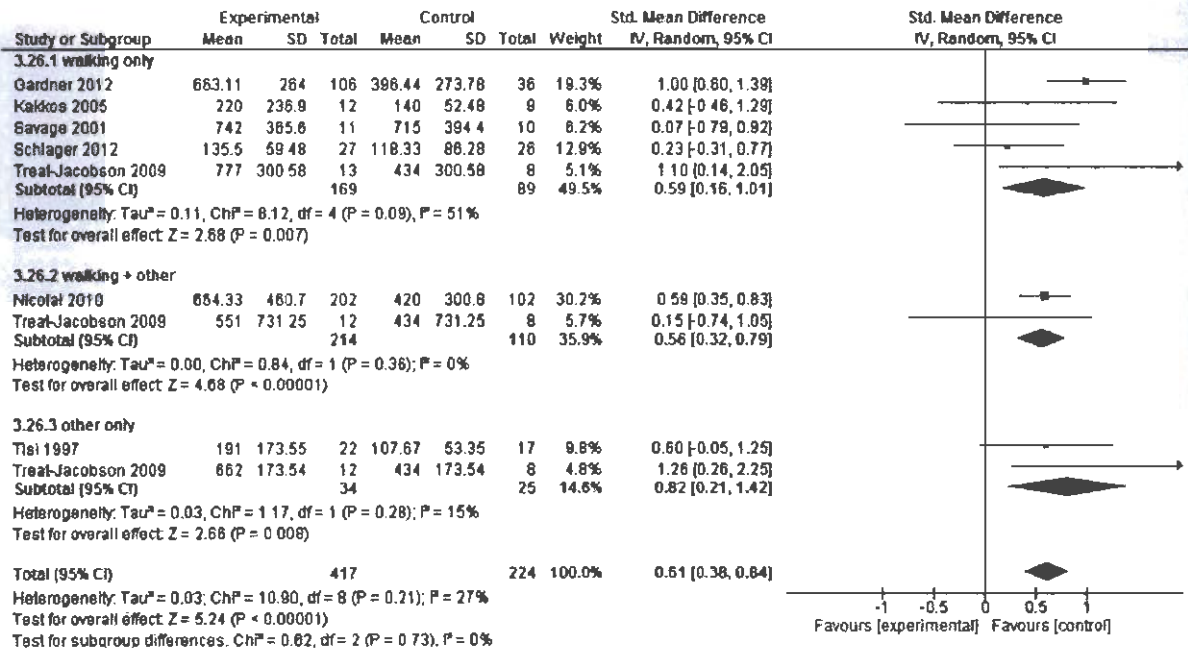 Experimental Control Std. Mean Difference Std. Mean Difference
Study or Subgroup Mean SD Total Mean SD Total Weight IV, Random, 95% CI IV, Random, 95% CI
3.26.1 walking only
Gardner 2012 663.11 264 106 396.44 273.78 36 19.3% 1.00 [0.60, 1.39]
Kakkos 2005 220 236.9 12 140 52.48 9 6.0% 0.42 [-0.46, 1.29]
Savage 2001 742 365.6 11 715 394.4 10 6.2% 0.07 [-0.79, 0.92]
Schlager 2012 135.5 59.48 27 118.33 86.28 26 12.9% 0.23 [-0.31, 0.77]
Treat-Jacobson 2009 777 300.58 13 434 300.58 8 5.1% 1.10 [0.14, 2.05]
Subtotal (95% CI) 169 89 49.5% 0.59 [0.16, 1.01]
Heterogeneity: Tau² = 0.11, Chi² = 8.12, df = 4 (P = 0.09), I² = 51%
Test for overall effect: Z = 2.68 (P = 0.007)
3.26.2 walking + other
Nicolai 2010 684.33 460.7 202 420 300.8 102 30.2% 0.59 [0.35, 0.83]
Treat-Jacobson 2009 551 731.25 12 434 731.25 8 5.7% 0.15 [-0.74, 1.05]
Subtotal (95% CI) 214 110 35.9% 0.56 [0.32, 0.79]
Heterogeneity: Tau² = 0.00, Chi² = 0.84, df = 1 (P = 0.36); I² = 0%
Test for overall effect: Z = 4.68 (P < 0.00001)
3.26.3 other only
Tisi 1997 191 173.55 22 107.67 53.35 17 9.8% 0.60 [-0.05, 1.25]
Treat-Jacobson 2009 662 173.54 12 434 173.54 8 4.8% 1.26 [0.26, 2.25]
Subtotal (95% CI) 34 25 14.6% 0.82 [0.21, 1.42]
Heterogeneity: Tau² = 0.03, Chi² = 1.17, df = 1 (P = 0.28); I² = 15%
Test for overall effect: Z = 2.66 (P = 0.008)
Total (95% CI) 417 224 100.0% 0.61 [0.38, 0.84]
Heterogeneity: Tau² = 0.03; Chi² = 10.90, df = 8 (P = 0.21); I² = 27%
Test for overall effect: Z = 5.24 (P < 0.00001)
Test for subgroup differences: Chi² = 0.62, df = 2 (P = 0.73), I² = 0%
-1 -0.5 0 0.5 1
Favours [experimental] Favours [control]